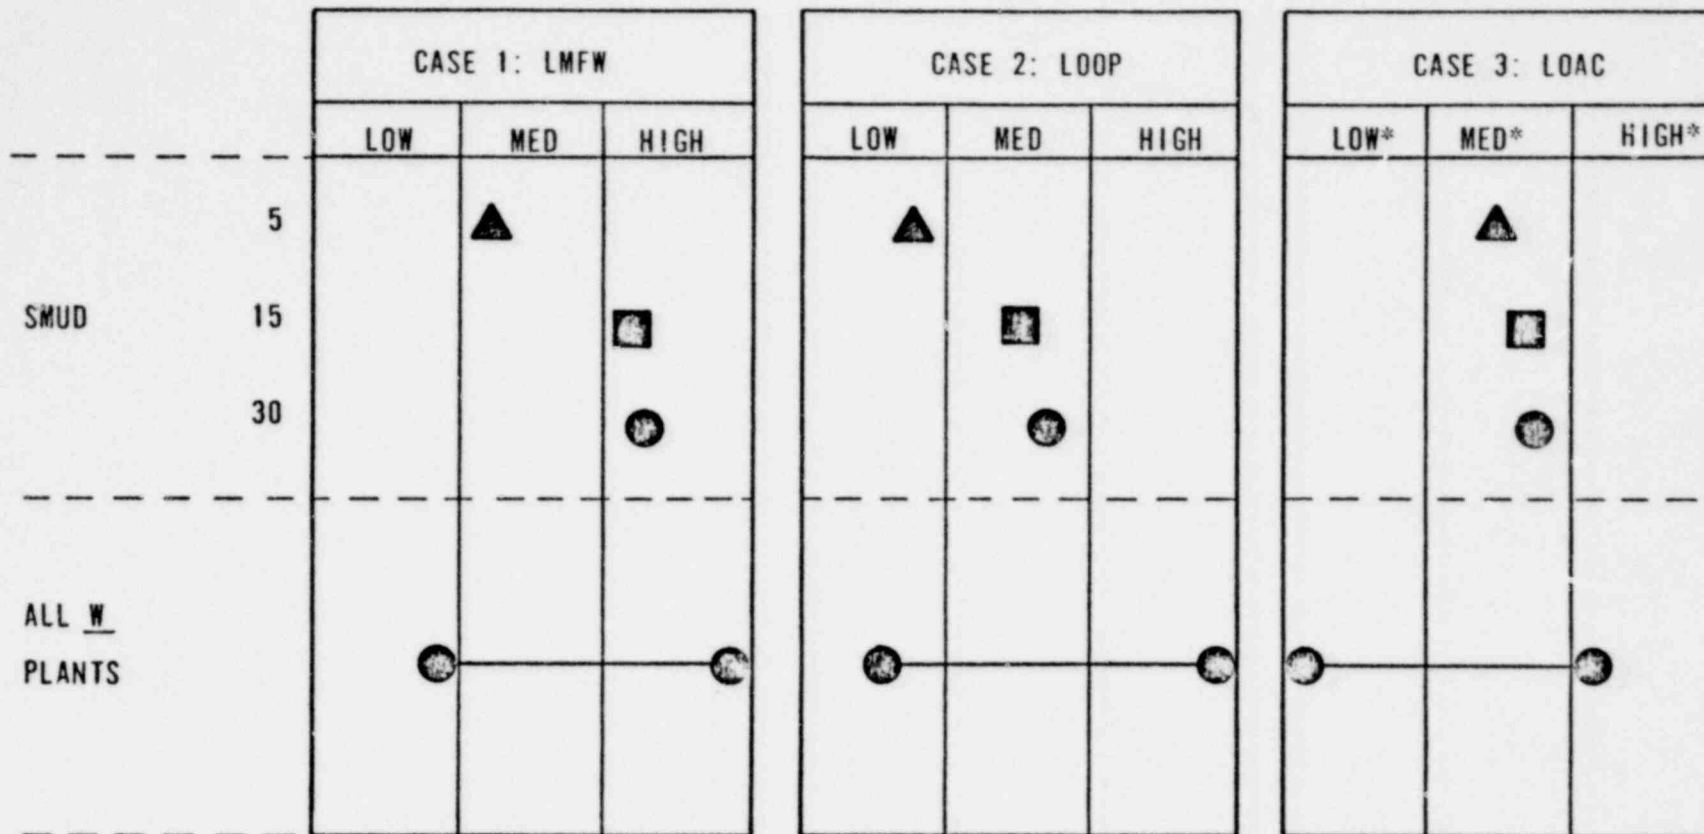 CASE 1: LMFW CASE 2: LOOP CASE 3: LOAC
LOW MED HIGH LOW MED HIGH LOW* MED* HIGH*
5
SMUD 15
30
ALL W
PLANTS